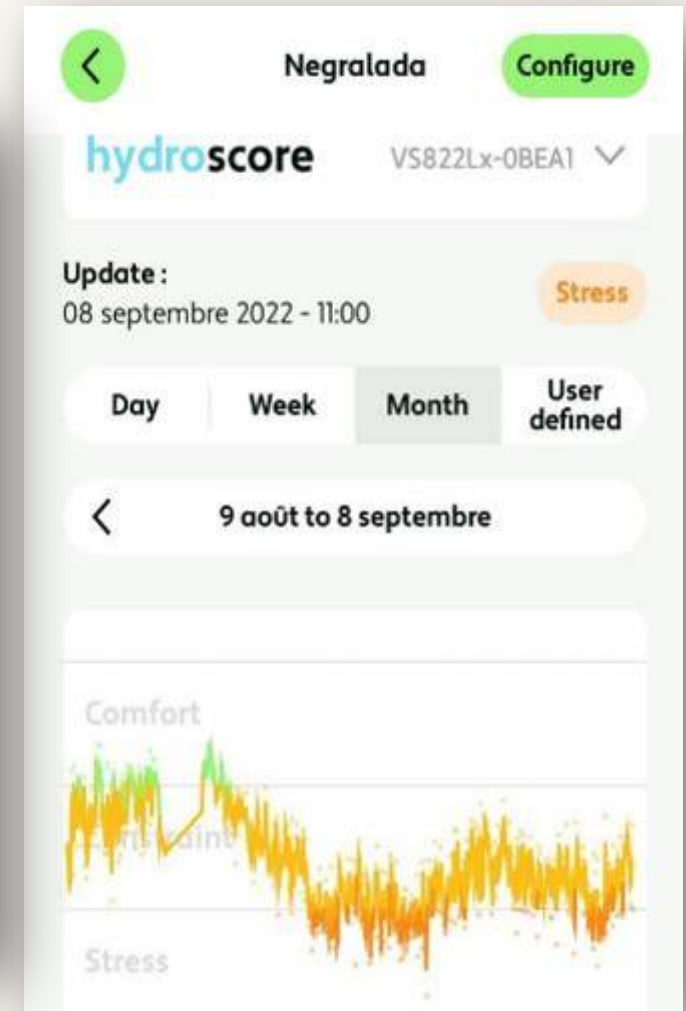 Negralada
Configure
hydroscore
VS822Lx-0BEA1
Update :
08 septembre 2022 - 11:00
Stress
Day
Week
Month
User
defined
9 août to 8 septembre
Comfort
Constraint
Stress